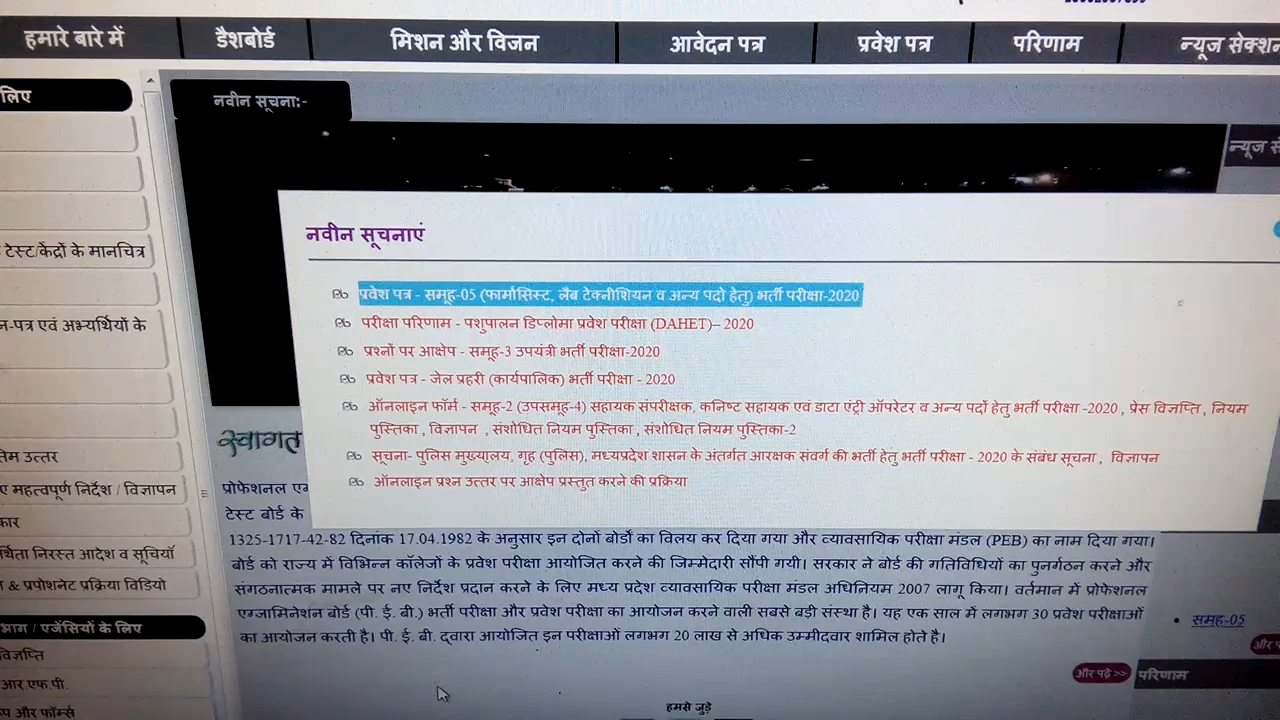 हमारे बारे में
डैशबोर्ड
मिशन और विजन
आवेदन पत्र
प्रवेश पत्र
परिणाम
न्यूज सेक्शन
लिए
नवीन सूचना:-
न्यूज
टेस्ट/केंद्रों के मानचित्र
न-पत्र एवं अभ्यर्थियों के
उत्तर
महत्वपूर्ण निर्देश / विज्ञापन
कार
निरस्त आदेश व सूचियाँ
& प्रपोशनेट प्रक्रिया विडियो
भाग / एजेंसियों के लिए
विज्ञप्ति
आर.एफ.पी.
और फॉर्म्स
नवीन सूचनाएं
प्रवेश पत्र - समूह-05 (फार्मासिस्ट, लैब टेक्नीशियन व अन्य पदो हेतु) भर्ती परीक्षा-2020
परीक्षा परिणाम - पशुपालन डिप्लोमा प्रवेश परीक्षा (DAHET)– 2020
प्रश्नों पर आक्षेप - समूह-3 उपयंत्री भर्ती परीक्षा-2020
प्रवेश पत्र - जेल प्रहरी (कार्यपालिक) भर्ती परीक्षा - 2020
ऑनलाइन फॉर्म - समूह-2 (उपसमूह-4) सहायक संपरीक्षक, कनिष्ट सहायक एवं डाटा एंट्री ऑपरेटर व अन्य पदों हेतु भर्ती परीक्षा -2020 , प्रेस विज्ञप्ति , नियम
पुस्तिका , विज्ञापन , संशोधित नियम पुस्तिका , संशोधित नियम पुस्तिका-2
सूचना- पुलिस मुख्यालय, गृह (पुलिस), मध्यप्रदेश शासन के अंतर्गत आरक्षक संवर्ग की भर्ती हेतु भर्ती परीक्षा - 2020 के संबंध सूचना , विज्ञापन
ऑनलाइन प्रश्न उत्तर पर आक्षेप प्रस्तुत करने की प्रक्रिया
स्वागत
प्रोफेशनल
टेस्ट बोर्ड के
1325-1717-42-82 दिनांक 17.04.1982 के अनुसार इन दोनों बोर्डों का विलय कर दिया गया और व्यावसायिक परीक्षा मंडल (PEB) का नाम दिया गया।
बोर्ड को राज्य में विभिन्न कॉलेजों के प्रवेश परीक्षा आयोजित करने की जिम्मेदारी सौंपी गयी। सरकार ने बोर्ड की गतिविधियों का पुनर्गठन करने और
संगठनात्मक मामले पर नए निर्देश प्रदान करने के लिए मध्य प्रदेश व्यावसायिक परीक्षा मंडल अधिनियम 2007 लागू किया। वर्तमान में प्रोफेशनल
एग्जामिनेशन बोर्ड (पी. ई. बी.) भर्ती परीक्षा और प्रवेश परीक्षा का आयोजन करने वाली सबसे बड़ी संस्था है। यह एक साल में लगभग 30 प्रवेश परीक्षाओं
का आयोजन करती है। पी. ई. बी. द्वारा आयोजित इन परीक्षाओं लगभग 20 लाख से अधिक उम्मीदवार शामिल होते है।
समूह-05
और पढ़े >>
परिणाम
हमसे जुड़े